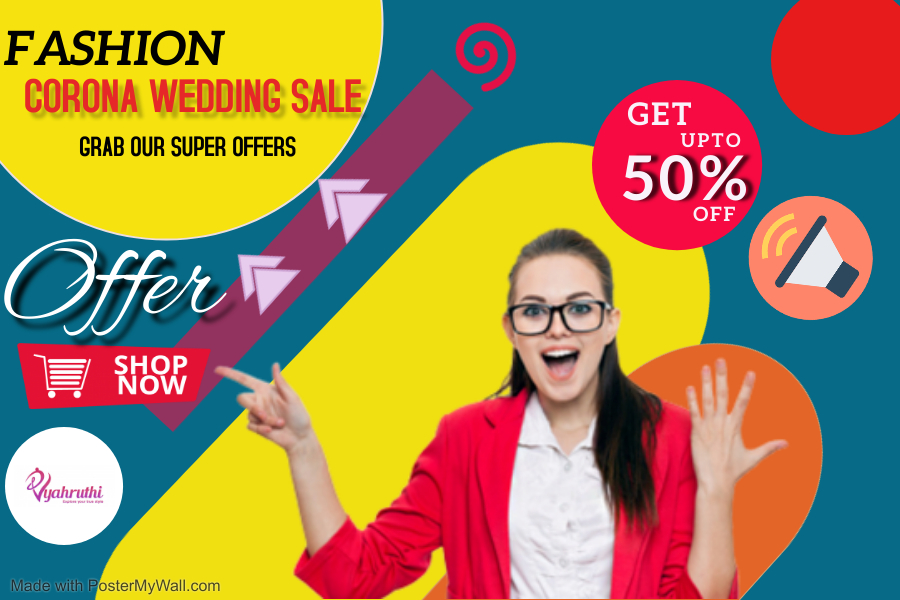 FASHION
CORONA WEDDING SALE
GRAB OUR SUPER OFFERS
GET
UPTO
50%
OFF
Offer
SHOP
NOW
Vyahruthi
Made with PosterMyWall.com